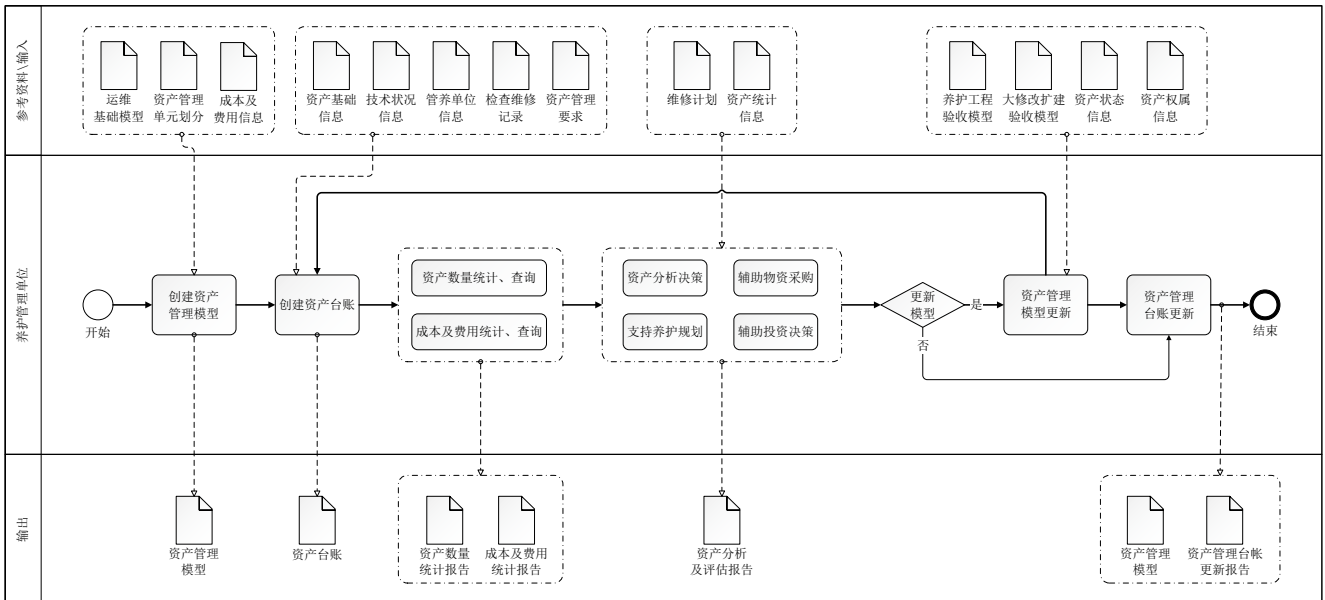 参考资料\输入
运维
基础模型
资产管理
单元划分
成本及
费用信息
资产基础
信息
技术状况
信息
管养单位
信息
检查维修
记录
资产管理
要求
维修计划
资产统计
信息
养护工程
验收模型
大修改扩建
验收模型
资产状态
信息
资产权属
信息
养护管理单位
开始
创建资产
管理模型
创建资产台账
资产数量统计、查询
成本及费用统计、查询
资产分析决策
辅助物资采购
支持养护规划
辅助投资决策
更新
模型
是
否
资产管理
模型更新
资产管理
台账更新
结束
输出
资产管理
模型
资产台账
资产数量
统计报告
成本及费用
统计报告
资产分析
及评估报告
资产管理
模型
资产管理台帐
更新报告